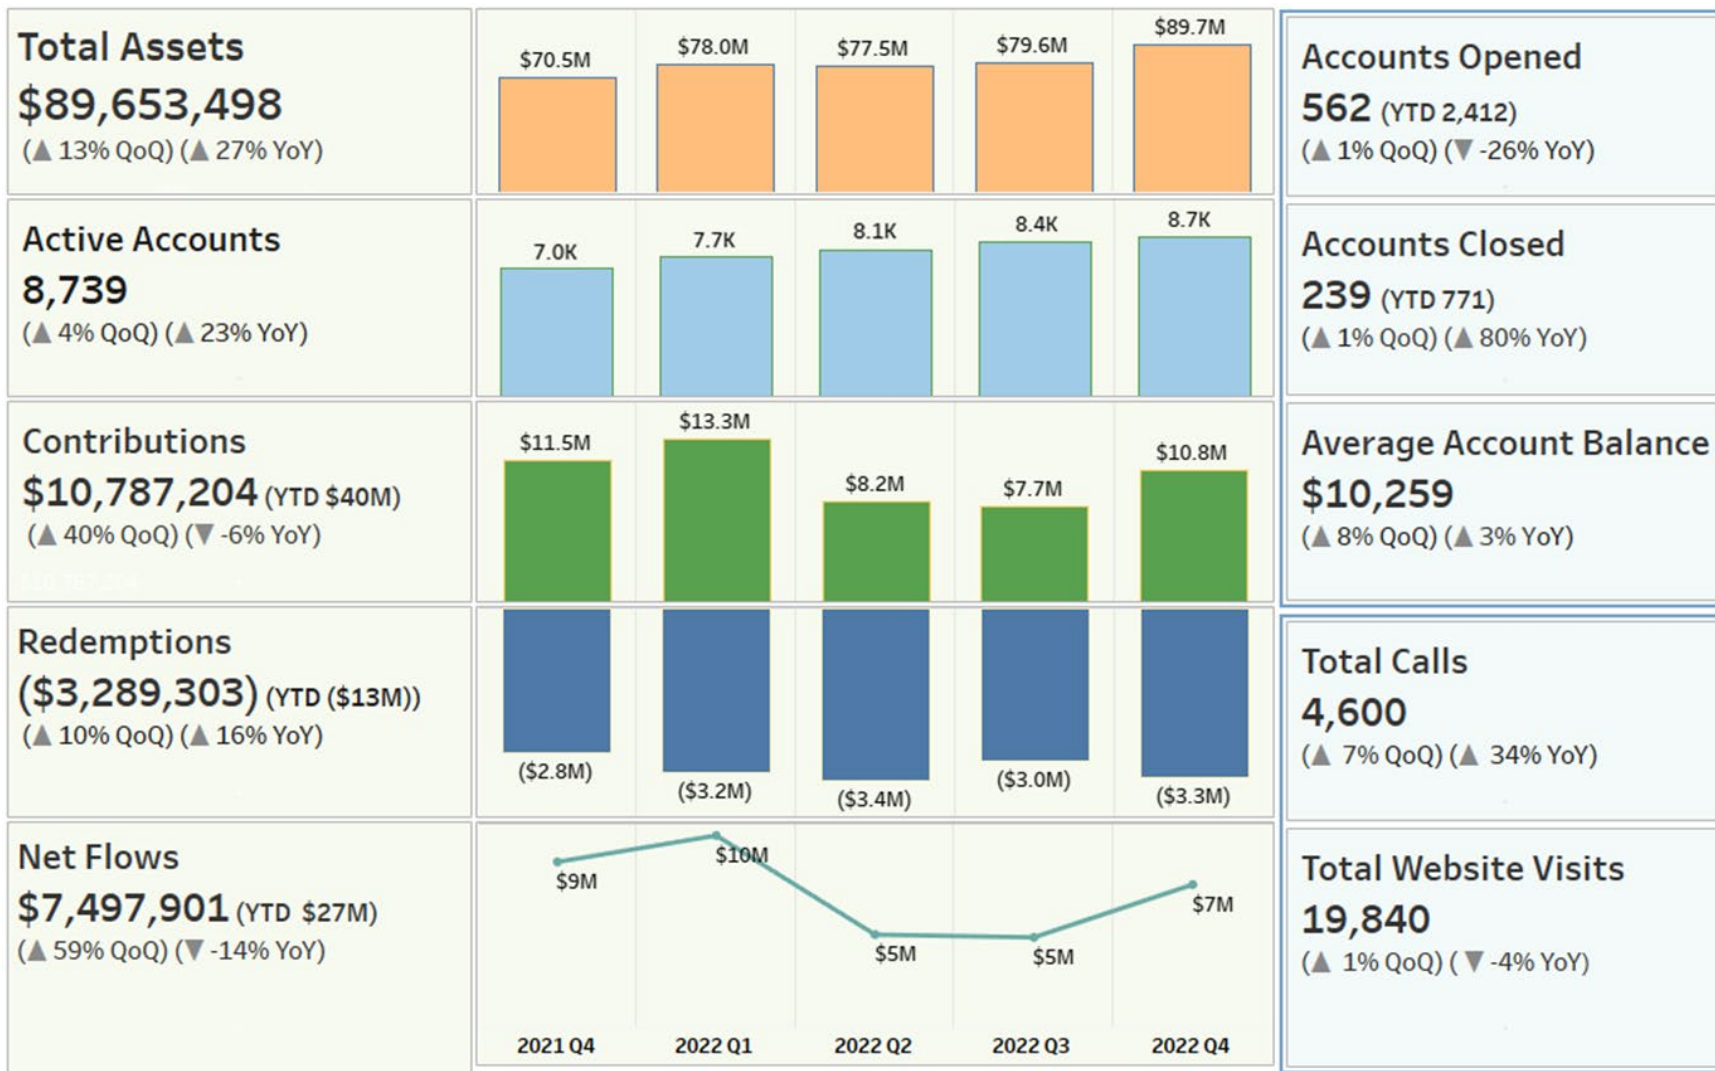 Total Assets
$89,653,498
(▲ 13% QoQ) (▲ 27% YoY)
$70.5M
$78.0M
$77.5M
$79.6M
$89.7M
Accounts Opened
562 (YTD 2,412)
(▲ 1% QoQ) (▼ -26% YoY)
Active Accounts
8,739
(▲ 4% QoQ) (▲ 23% YoY)
7.0K
7.7K
8.1K
8.4K
8.7K
Accounts Closed
239 (YTD 771)
(▲ 1% QoQ) (▲ 80% YoY)
Contributions
$10,787,204 (YTD $40M)
(▲ 40% QoQ) (▼ -6% YoY)
$11.5M
$13.3M
$8.2M
$7.7M
$10.8M
Average Account Balance
$10,259
(▲ 8% QoQ) (▲ 3% YoY)
Redemptions
($3,289,303) (YTD ($13M))
(▲ 10% QoQ) (▲ 16% YoY)
($2.8M)
($3.2M)
($3.4M)
($3.0M)
($3.3M)
Total Calls
4,600
(▲ 7% QoQ) (▲ 34% YoY)
Net Flows
$7,497,901 (YTD $27M)
(▲ 59% QoQ) (▼ -14% YoY)
$9M
$10M
$5M
$5M
$7M
2021 Q4
2022 Q1
2022 Q2
2022 Q3
2022 Q4
Total Website Visits
19,840
(▲ 1% QoQ) ( ▼ -4% YoY)